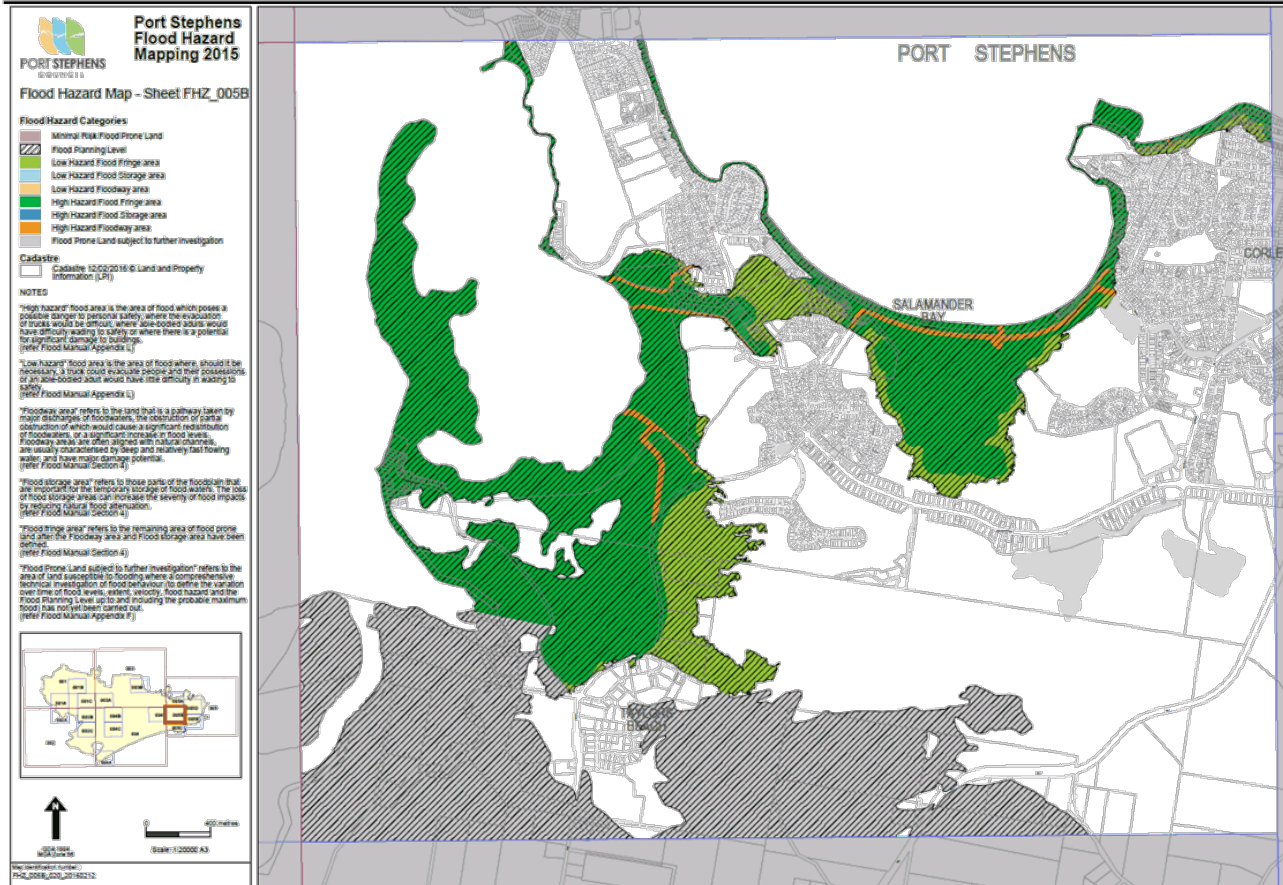 PORT STEPHENS
COUNCIL
Port Stephens
Flood Hazard
Mapping 2015
Flood Hazard Map - Sheet FHZ_005B
Flood Hazard Categories
Minimal Risk Flood Prone Land
Flood Planning Level
Low Hazard Flood Fringe area
Low Hazard Flood Storage area
Low Hazard Floodway area
High Hazard Flood Fringe area
High Hazard Flood Storage area
High Hazard Floodway area
Flood Prone Land subject to further investigation
Cadastre
Cadastre 12/02/2016 © Land and Property
Information (LPI)
NOTES
"High hazard" flood area is the area of flood which poses a
possible danger to personal safety, where the evacuation
of trucks would be difficult, where able-bodied adults would
have difficulty wading to safety or where there is a potential
for significant damage to buildings.
(refer Flood Manual Appendix L)
"Low hazard" flood area is the area of flood where, should it be
necessary, a truck could evacuate people and their possessions
or an able-bodied adult would have little difficulty in wading to
safety.
(refer Flood Manual Appendix L)
"Floodway area" refers to the land that is a pathway taken by
major discharges of floodwaters, the obstruction or partial
obstruction of which would cause a significant redistribution
of floodwaters, or a significant increase in flood levels.
Floodway areas are often aligned with natural channels,
are usually characterised by deep and relatively fast flowing
water, and have major damage potential.
(refer Flood Manual Section 4)
"Flood storage area" refers to those parts of the floodplain that
are important for the temporary storage of flood waters. The loss
of flood storage areas can increase the severity of flood impacts
by reducing natural flood attenuation.
(refer Flood Manual Section 4)
"Flood fringe area" refers to the remaining area of flood prone
land after the Floodway area and Flood storage area have been
defined.
(refer Flood Manual Section 4)
"Flood Prone Land subject to further investigation" refers to the
area of land susceptible to flooding where a comprehensive
technical investigation of flood behaviour (to define the variation
over time of flood levels, extent, velocity, flood hazard and the
Flood Planning Level up to and including the probable maximum
flood) has not yet been carried out.
(refer Flood Manual Appendix F)
N
GDA 1994
MGA Zone 56
0 400 metres
Scale: 1:20000 A3
Map identification number:
FHZ_005B_020_20160212
PORT STEPHENS
SALAMANDER
BAY
CORLE
TAYLORS
BEACH